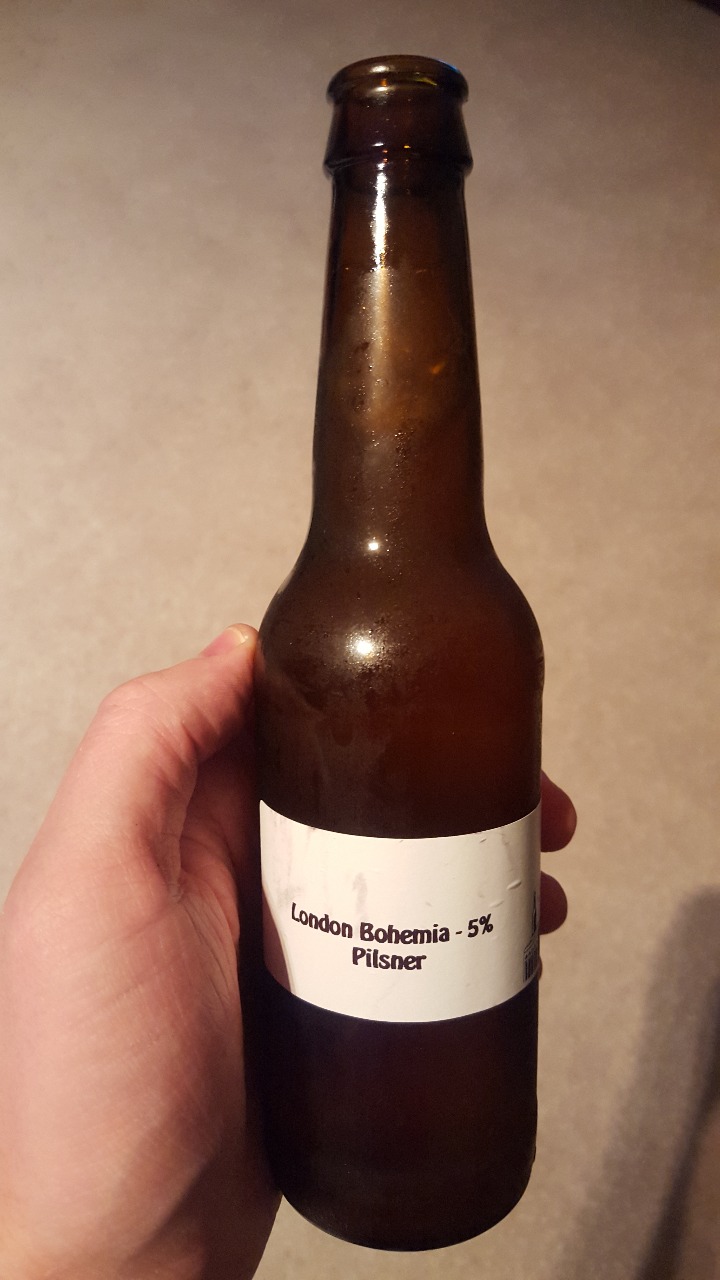 London Bohemia - 5%
Pilsner